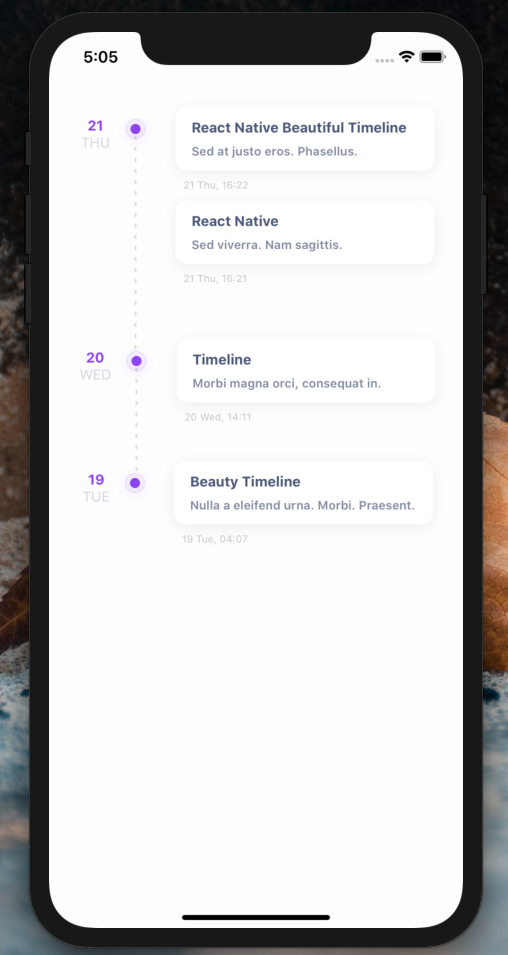 5:05
21
THU
React Native Beautiful Timeline
Sed at justo eros. Phasellus.
21 Thu, 16:22
React Native
Sed viverra. Nam sagittis.
21 Thu, 16:21
20
WED
Timeline
Morbi magna orci, consequat in.
20 Wed, 14:11
19
TUE
Beauty Timeline
Nulla a eleifend urna. Morbi. Praesent.
19 Tue, 04:07